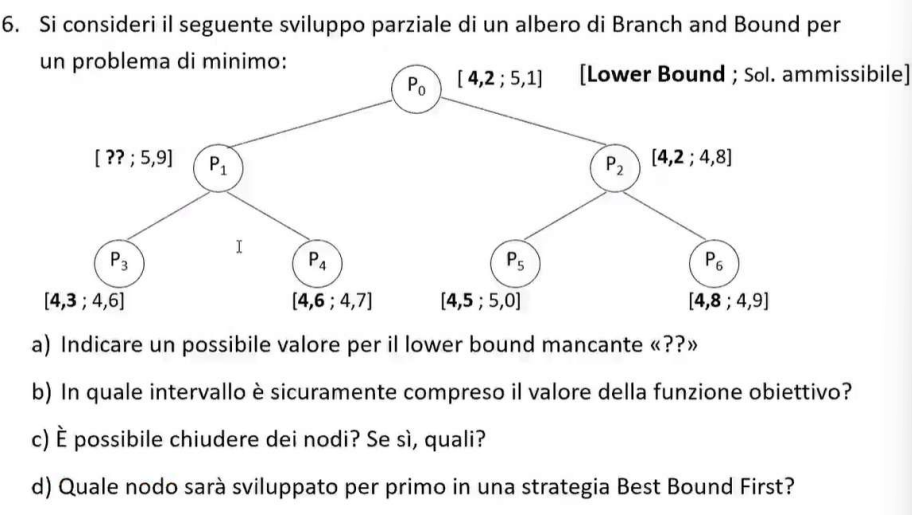 6. Si consideri il seguente sviluppo parziale di un albero di Branch and Bound per
un problema di minimo:
P0 [ 4,2 ; 5,1] [Lower Bound ; Sol. ammissibile]
[ ?? ; 5,9] P1 P2 [4,2 ; 4,8]
P3 P4 P5 P6
[4,3 ; 4,6] [4,6 ; 4,7] [4,5 ; 5,0] [4,8 ; 4,9]
a) Indicare un possibile valore per il lower bound mancante «??»
b) In quale intervallo è sicuramente compreso il valore della funzione obiettivo?
c) È possibile chiudere dei nodi? Se sì, quali?
d) Quale nodo sarà sviluppato per primo in una strategia Best Bound First?